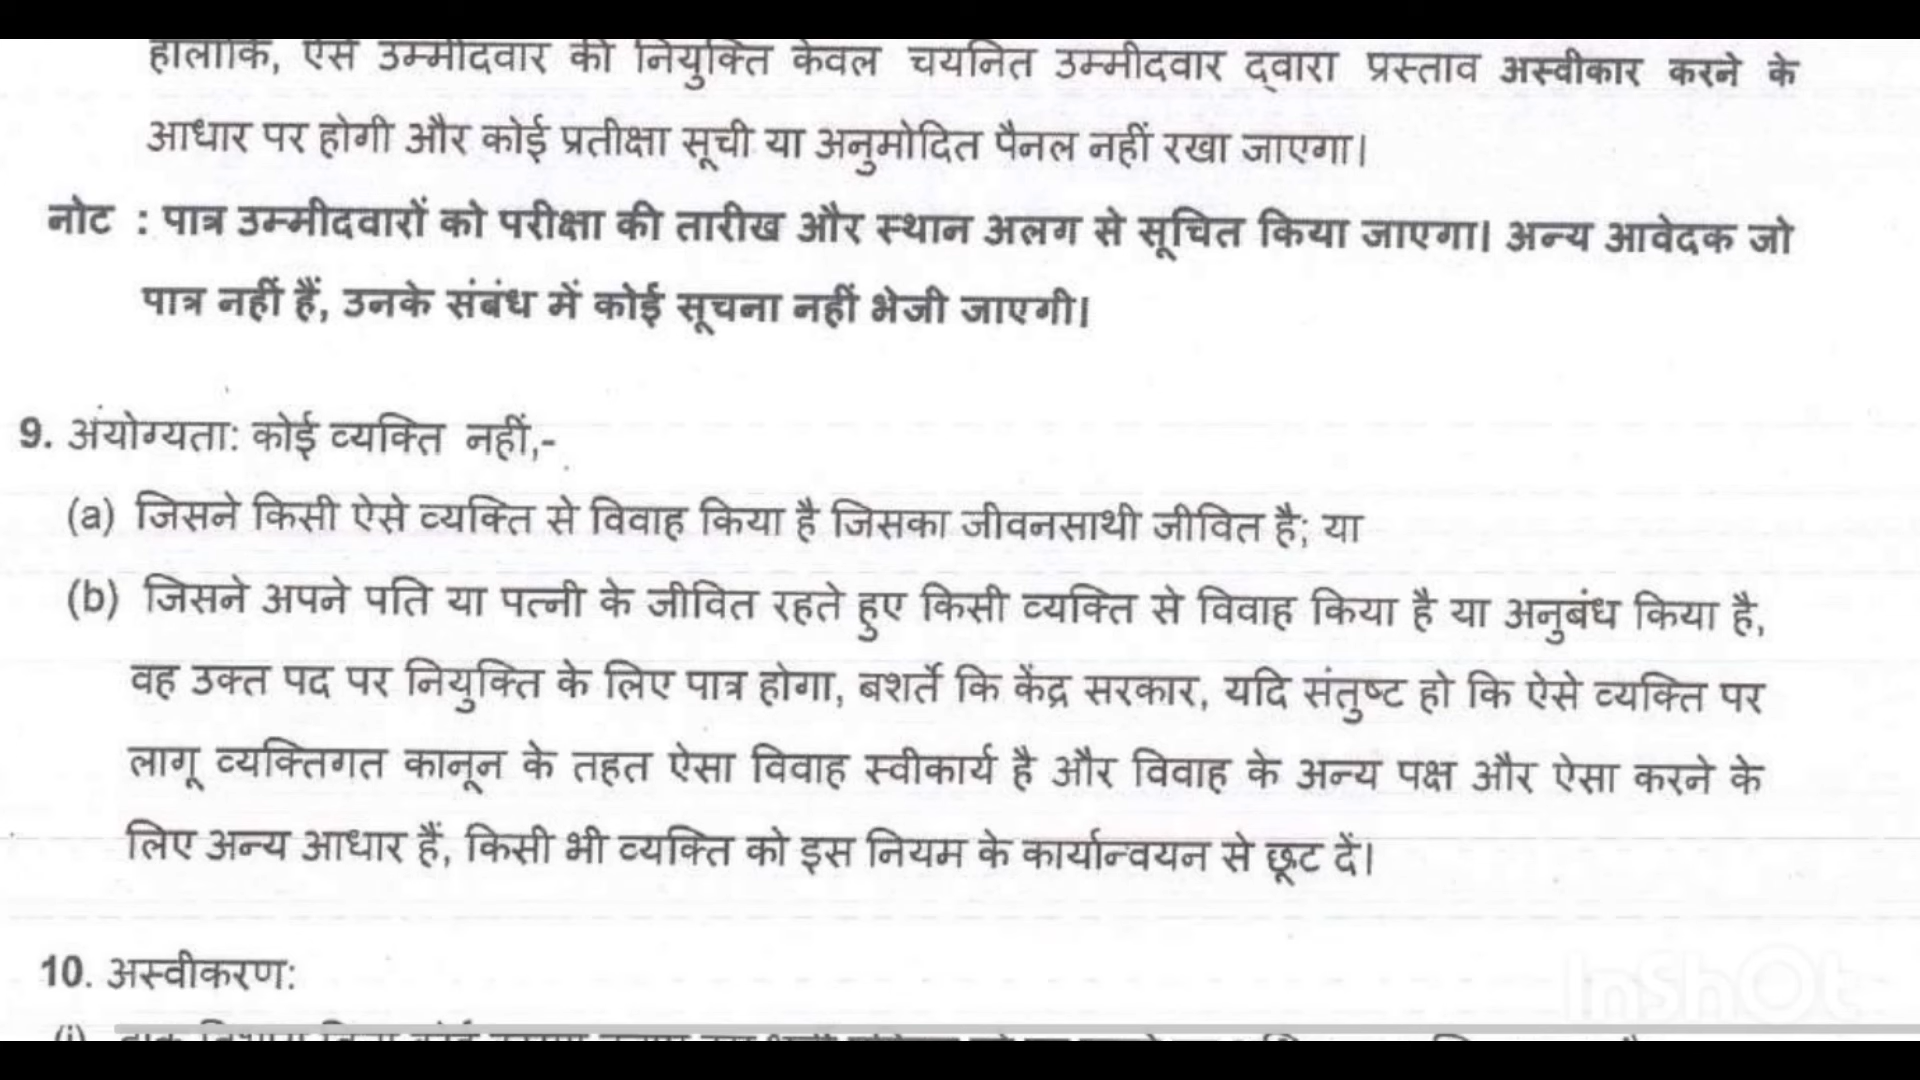 हालांकि, ऐसे उम्मीदवार की नियुक्ति केवल चयनित उम्मीदवार द्वारा प्रस्ताव अस्वीकार करने के
आधार पर होगी और कोई प्रतीक्षा सूची या अनुमोदित पैनल नहीं रखा जाएगा।
नोट : पात्र उम्मीदवारों को परीक्षा की तारीख और स्थान अलग से सूचित किया जाएगा। अन्य आवेदक जो
पात्र नहीं हैं, उनके संबंध में कोई सूचना नहीं भेजी जाएगी।
9. अयोग्यता: कोई व्यक्ति नहीं,-
(a) जिसने किसी ऐसे व्यक्ति से विवाह किया है जिसका जीवनसाथी जीवित है; या
(b) जिसने अपने पति या पत्नी के जीवित रहते हुए किसी व्यक्ति से विवाह किया है या अनुबंध किया है,
वह उक्त पद पर नियुक्ति के लिए पात्र होगा, बशर्ते कि केंद्र सरकार, यदि संतुष्ट हो कि ऐसे व्यक्ति पर
लागू व्यक्तिगत कानून के तहत ऐसा विवाह स्वीकार्य है और विवाह के अन्य पक्ष और ऐसा करने के
लिए अन्य आधार हैं, किसी भी व्यक्ति को इस नियम के कार्यान्वयन से छूट दें।
10. अस्वीकरण:
InShOt
(i)